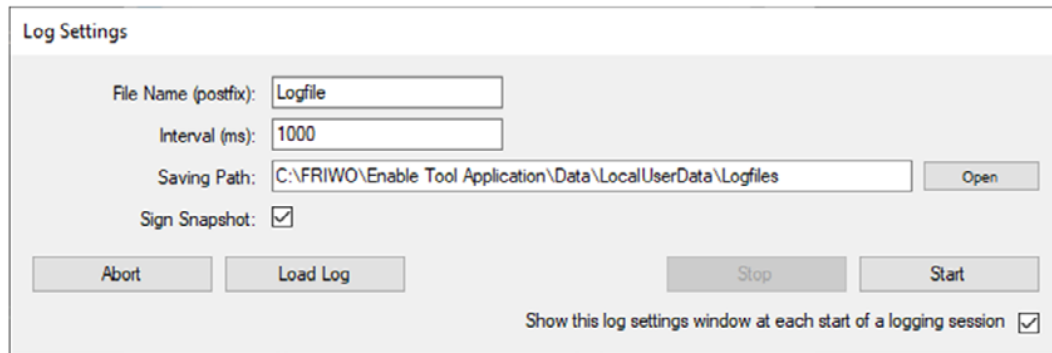 Log Settings
File Name (postfix): Logfile
Interval (ms): 1000
Saving Path: C:\FRIWO\Enable Tool Application\Data\LocalUserData\Logfiles Open
Sign Snapshot:
Abort Load Log Stop Start
Show this log settings window at each start of a logging session